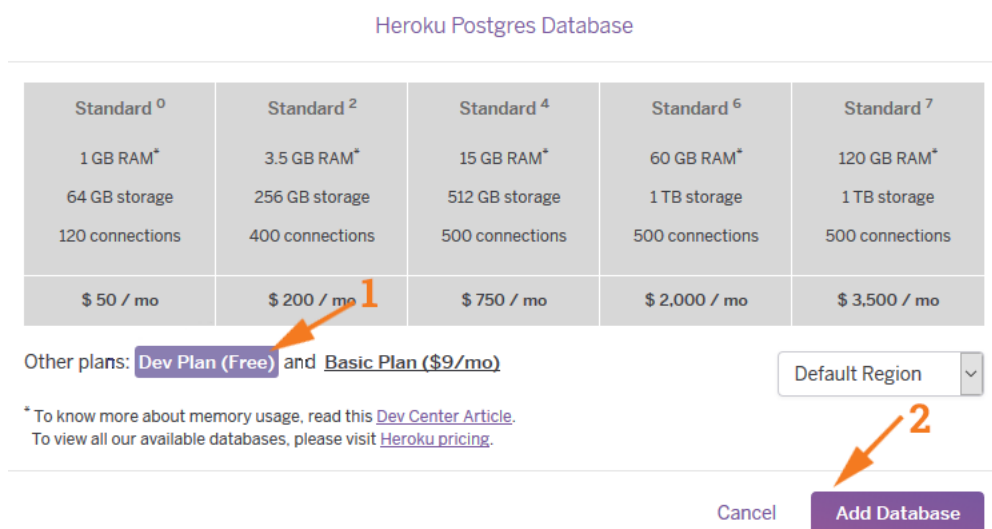 Heroku Postgres Database
Standard 0 Standard 2 Standard 4 Standard 6 Standard 7
1 GB RAM* 3.5 GB RAM* 15 GB RAM* 60 GB RAM* 120 GB RAM*
64 GB storage 256 GB storage 512 GB storage 1 TB storage 1 TB storage
120 connections 400 connections 500 connections 500 connections 500 connections
$ 50 / mo $ 200 / mo $ 750 / mo $ 2,000 / mo $ 3,500 / mo
1
Other plans: Dev Plan (Free) and Basic Plan ($9/mo)
Default Region
* To know more about memory usage, read this Dev Center Article.
To view all our available databases, please visit Heroku pricing.
2
Cancel Add Database